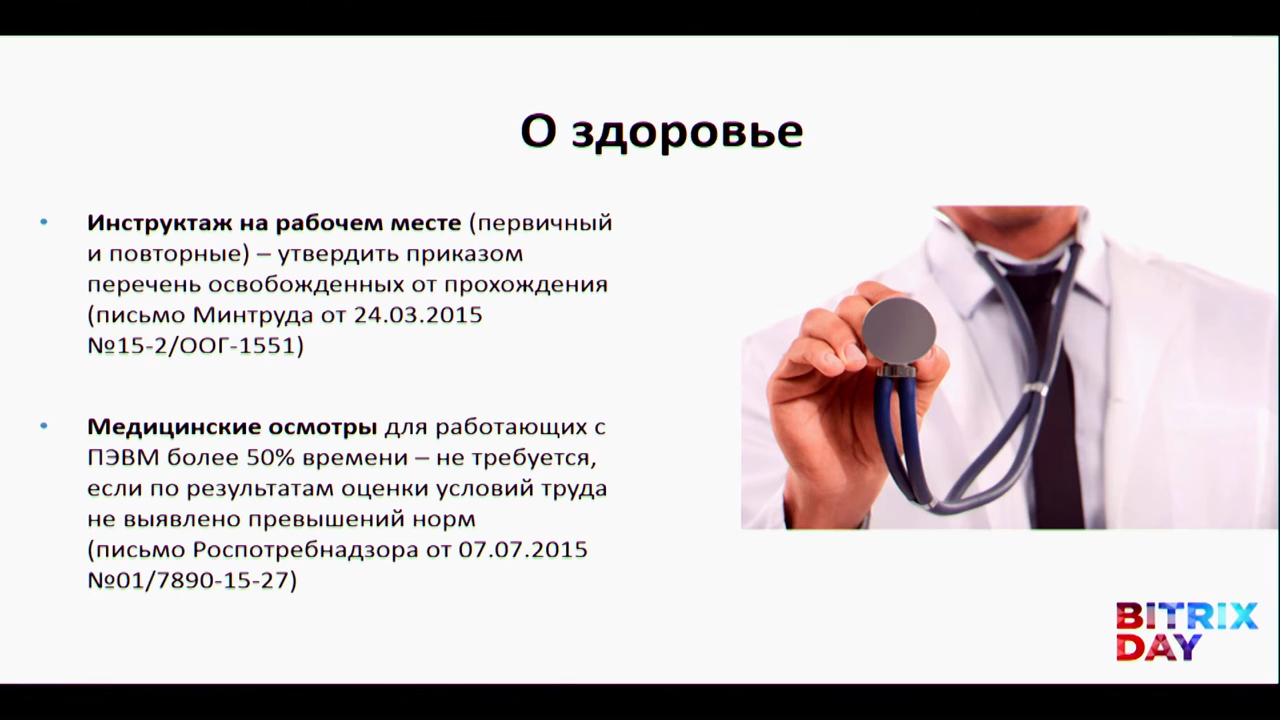 О здоровье
Инструктаж на рабочем месте (первичный
и повторные) – утвердить приказом
перечень освобожденных от прохождения
(письмо Минтруда от 24.03.2015
№15-2/ООГ-1551)
Медицинские осмотры для работающих с
ПЭВМ более 50% времени – не требуется,
если по результатам оценки условий труда
не выявлено превышений норм
(письмо Роспотребнадзора от 07.07.2015
№01/7890-15-27)
BITRIX
DAY